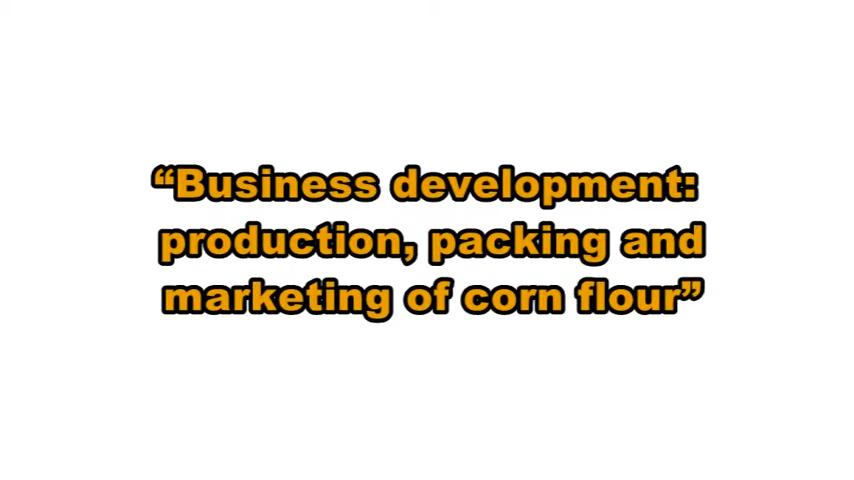 “Business development:
production, packing and
marketing of corn flour”